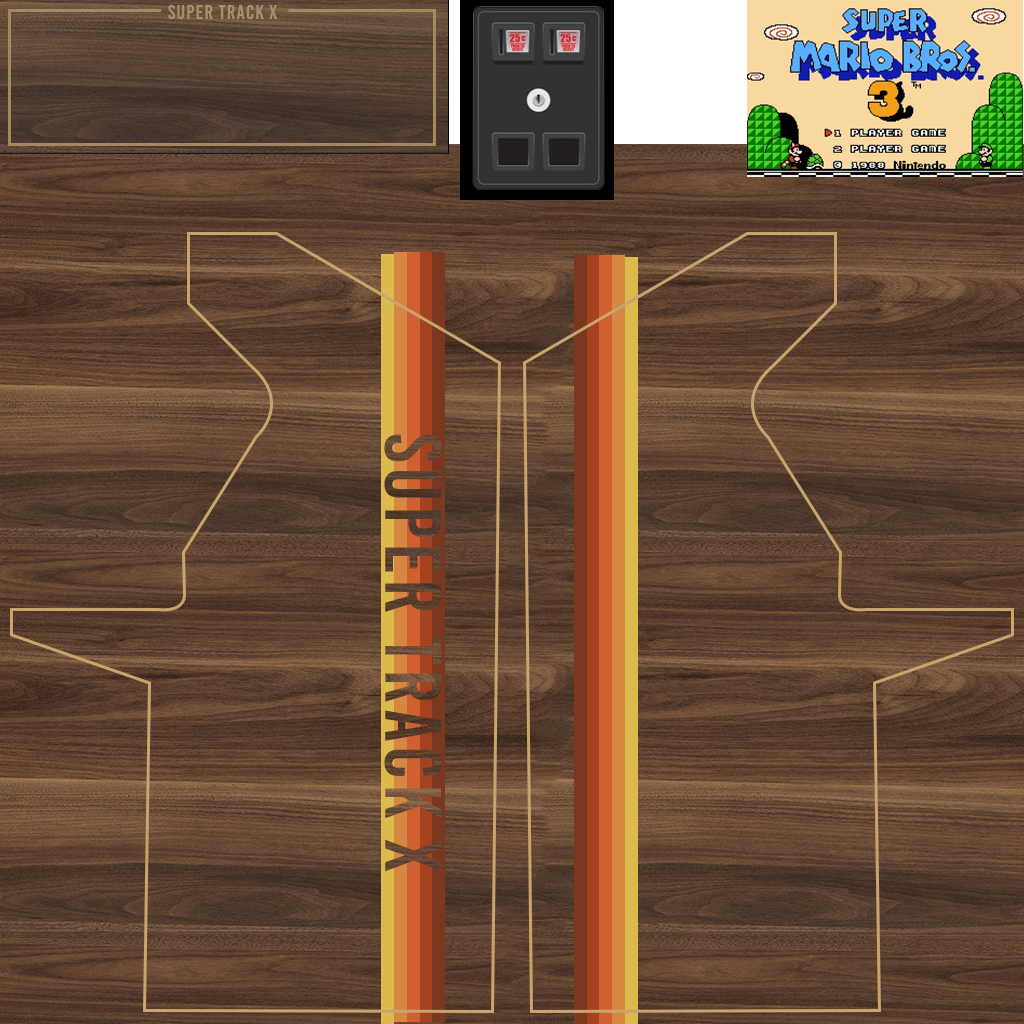 SUPER TRACK X
25¢
25¢
SUPER
MARIO BROS.
TM
3
1 PLAYER GAME
2 PLAYER GAME
© 1988 Nintendo
SUPER TRACK X